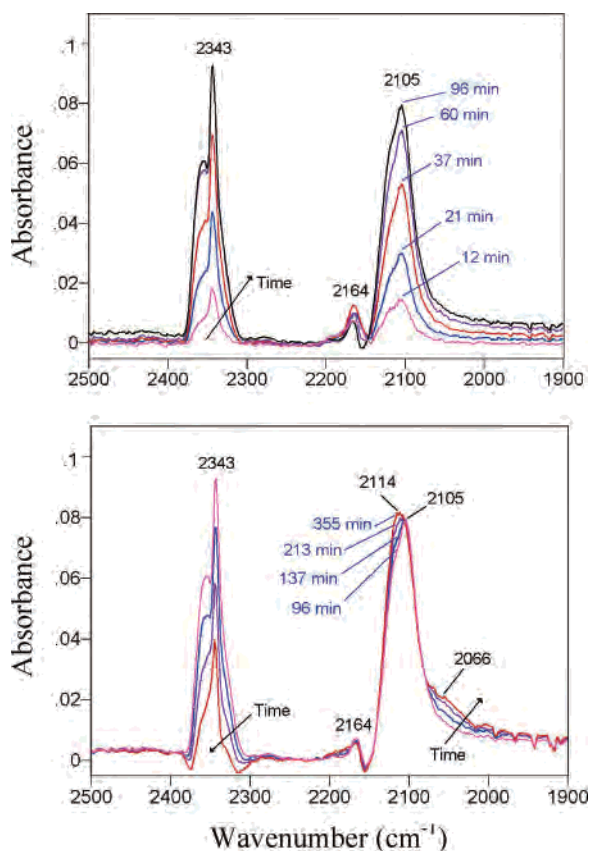 .1
2343
2105
96 min
60 min
.08
37 min
.06
21 min
.04
Time
2164
12 min
.02
0
Absorbance
2500 2400 2300 2200 2100 2000 1900
.1
2343
2114
2105
355 min
213 min
137 min
96 min
.08
.06
.04
2066
.02
Time
2164
Time
0
Absorbance
2500 2400 2300 2200 2100 2000 1900
Wavenumber (cm⁻¹)